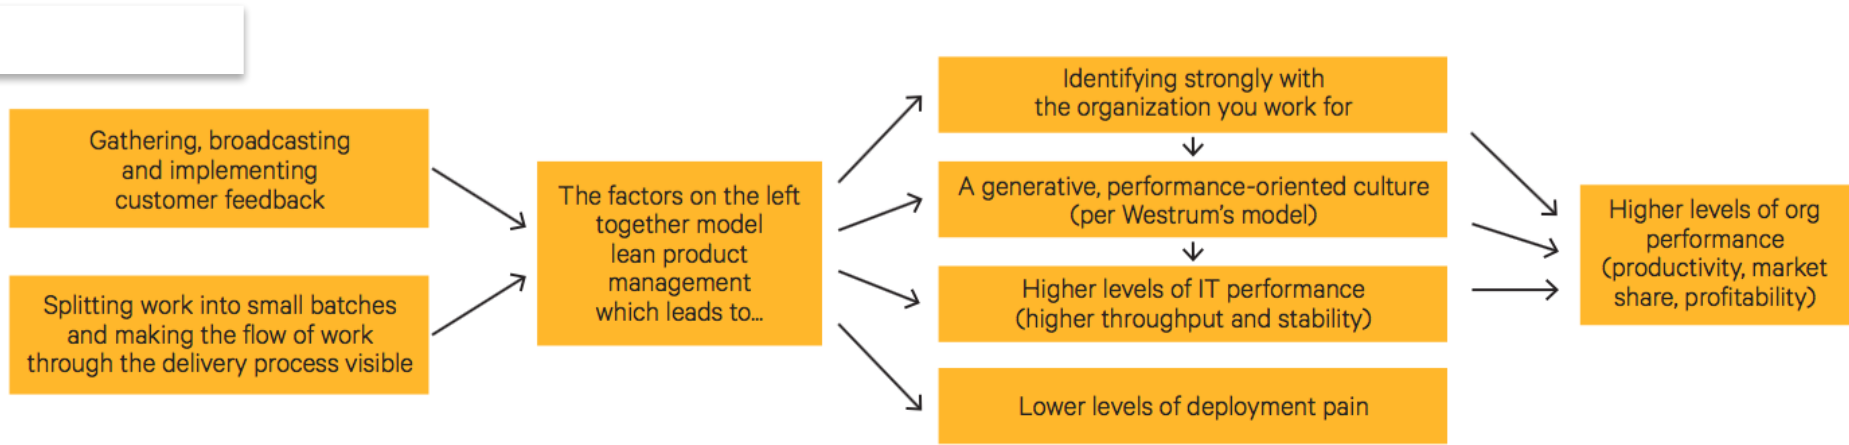 Gathering, broadcasting
and implementing
customer feedback
Splitting work into small batches
and making the flow of work
through the delivery process visible
The factors on the left
together model
lean product
management
which leads to...
Identifying strongly with
the organization you work for
A generative, performance-oriented culture
(per Westrum's model)
Higher levels of IT performance
(higher throughput and stability)
Lower levels of deployment pain
Higher levels of org
performance
(productivity, market
share, profitability)